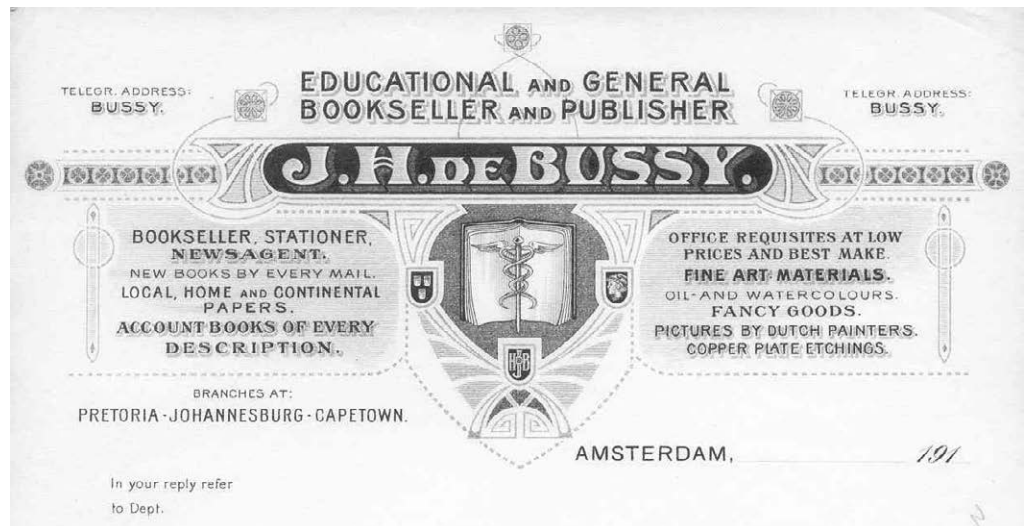 EDUCATIONAL AND GENERAL
BOOKSELLER AND PUBLISHER
TELEGR. ADDRESS:
BUSSY.
TELEGR. ADDRESS:
BUSSY.
J. H. DE BUSSY.
BOOKSELLER, STATIONER,
NEWSAGENT.
NEW BOOKS BY EVERY MAIL.
LOCAL, HOME AND CONTINENTAL
PAPERS.
ACCOUNT BOOKS OF EVERY
DESCRIPTION.
OFFICE REQUISITES AT LOW
PRICES AND BEST MAKE.
FINE ART MATERIALS.
OIL- AND WATERCOLOURS.
FANCY GOODS.
PICTURES BY DUTCH PAINTERS.
COPPER PLATE ETCHINGS.
BRANCHES AT:
PRETORIA - JOHANNESBURG - CAPETOWN.
AMSTERDAM, 191
In your reply refer
to Dept.